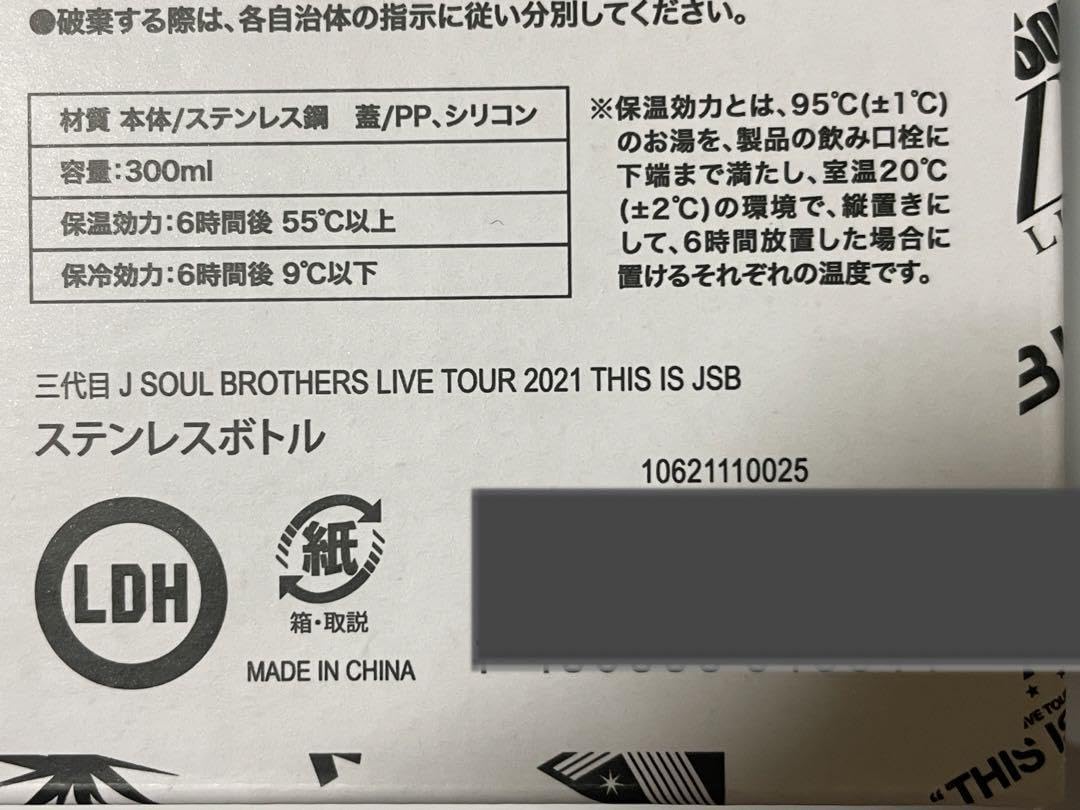 ●破棄する際は、各自治体の指示に従い分別してください。
材質 本体/ステンレス鋼　蓋/PP、シリコン
容量:300ml
保温効力:6時間後 55℃以上
保冷効力:6時間後 9℃以下
※保温効力とは、95℃(±1℃)
のお湯を、製品の飲み口栓に
下端まで満たし、室温20℃
(±2℃)の環境で、縦置きに
して、6時間放置した場合に
置けるそれぞれの温度です。
三代目 J SOUL BROTHERS LIVE TOUR 2021 THIS IS JSB
ステンレスボトル
10621110025
LDH
紙
箱・取説
MADE IN CHINA
LIVE TOU
"THIS IS